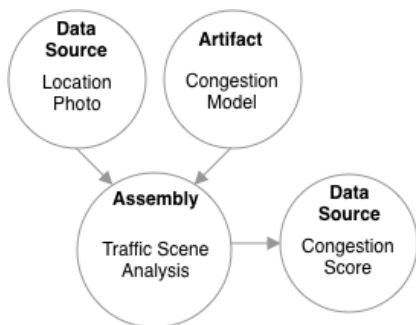 Data
Source
Location
Photo
Artifact
Congestion
Model
Assembly
Traffic Scene
Analysis
Data
Source
Congestion
Score